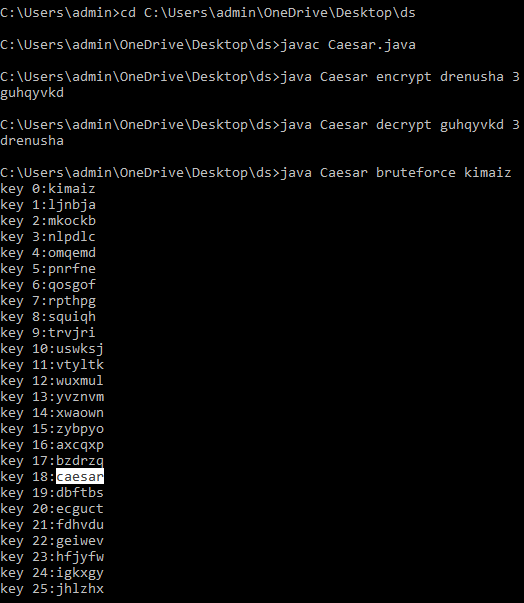 C:\Users\admin>cd C:\Users\admin\OneDrive\Desktop\ds
C:\Users\admin\OneDrive\Desktop\ds>javac Caesar.java
C:\Users\admin\OneDrive\Desktop\ds>java Caesar encrypt drenusha 3
guhqyvkd
C:\Users\admin\OneDrive\Desktop\ds>java Caesar decrypt guhqyvkd 3
drenusha
C:\Users\admin\OneDrive\Desktop\ds>java Caesar bruteforce kimaiz
key 0:kimaiz
key 1:ljnbja
key 2:mkockb
key 3:nlpdlc
key 4:omqemd
key 5:pnrfne
key 6:qosgof
key 7:rpthpg
key 8:squiqh
key 9:trvjri
key 10:uswksj
key 11:vtyltk
key 12:wuxmul
key 13:yvznvm
key 14:xwaown
key 15:zybpyo
key 16:axcqxp
key 17:bzdrzq
key 18:caesar
key 19:dbftbs
key 20:ecguct
key 21:fdhvdu
key 22:geiwev
key 23:hfjyfw
key 24:igkxgy
key 25:jhlzhx